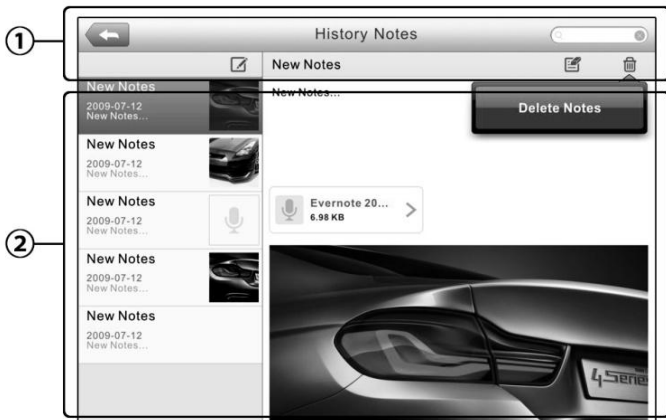 1
History Notes
New Notes
New Notes
2009-07-12
New Notes...
New Notes...
Delete Notes
New Notes
2009-07-12
New Notes...
New Notes
2009-07-12
New Notes...
Evernote 20...
6.98 KB
2
New Notes
2009-07-12
New Notes...
New Notes
2009-07-12
New Notes...
4Series